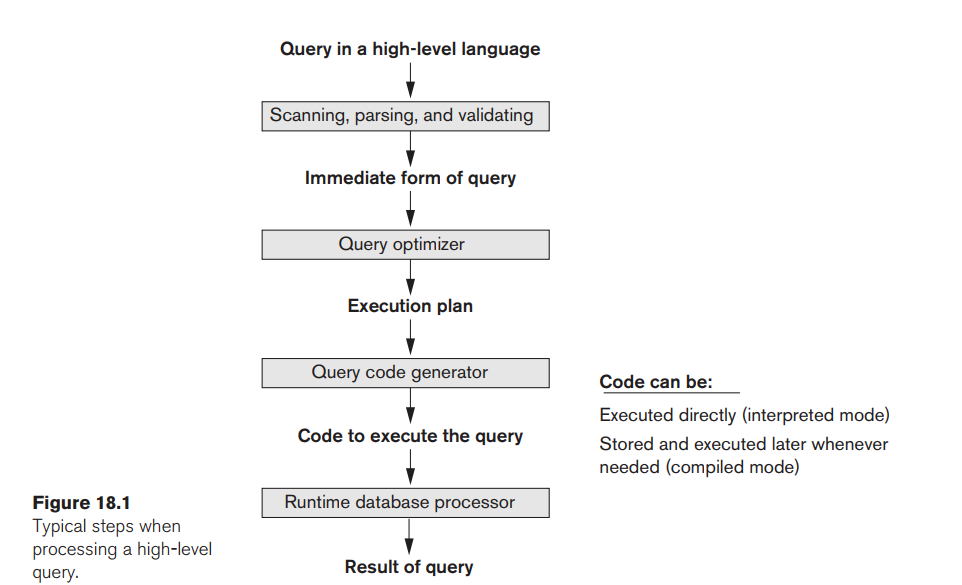 Query in a high-level language
Scanning, parsing, and validating
Immediate form of query
Query optimizer
Execution plan
Query code generator
Code can be:
Executed directly (interpreted mode)
Code to execute the query
Stored and executed later whenever
needed (compiled mode)
Runtime database processor
Figure 18.1
Typical steps when
processing a high-level
query.
Result of query